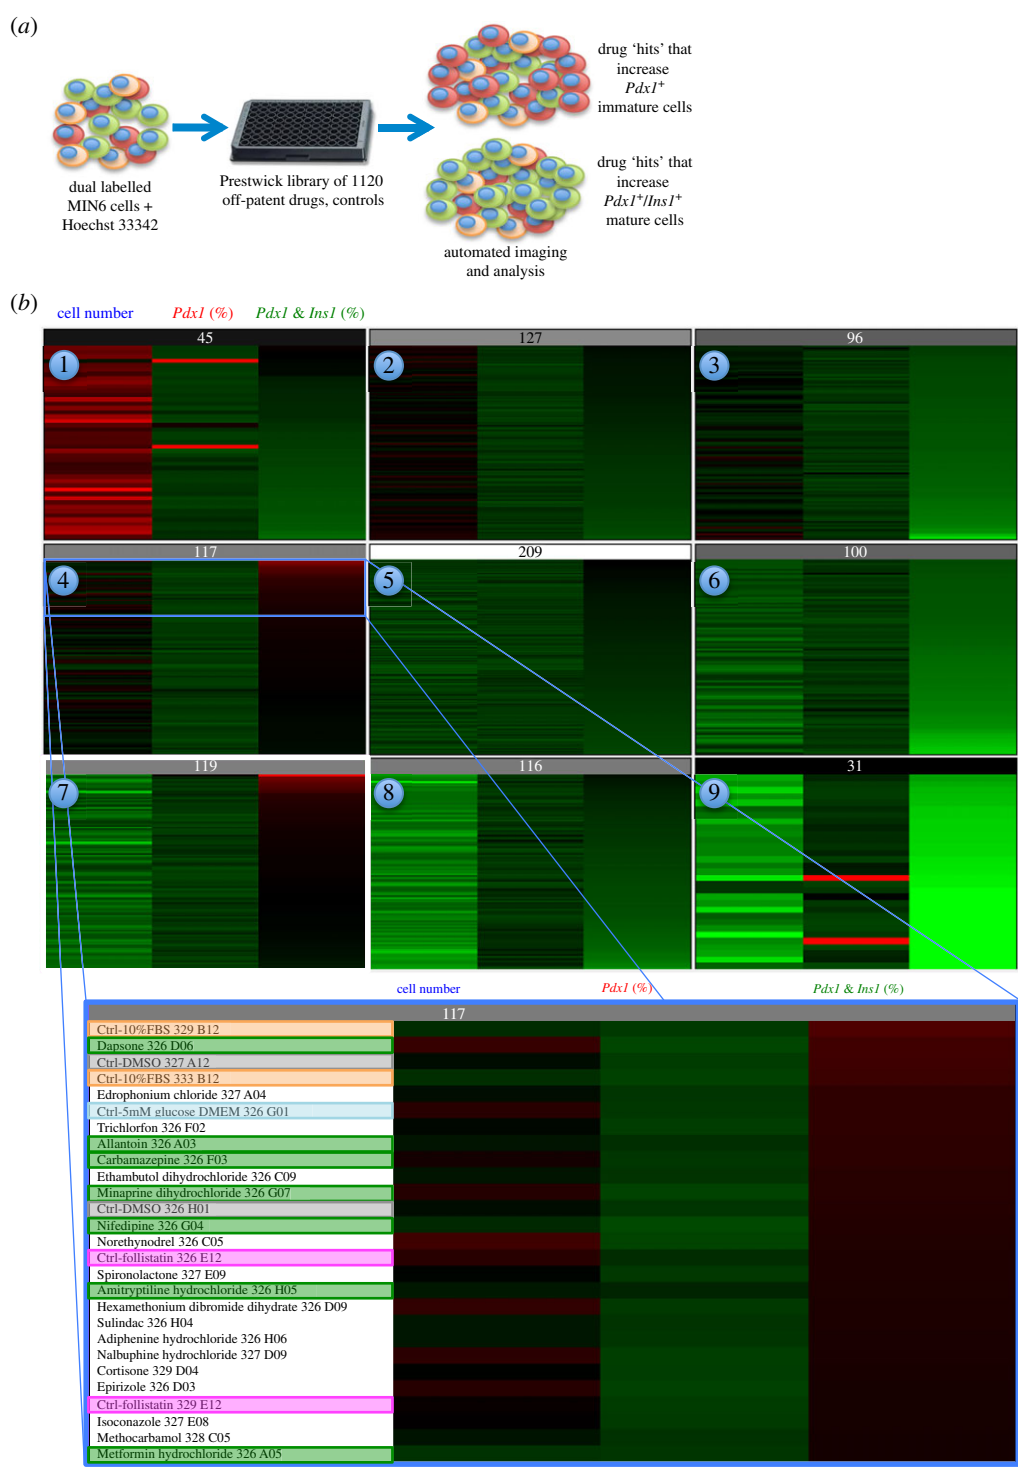 (a)
dual labelled
MIN6 cells +
Hoechst 33342
Prestwick library of 1120
off-patent drugs, controls
drug ‘hits’ that
increase
Pdx1+
immature cells
drug ‘hits’ that
increase
Pdx1+/Ins1+
mature cells
automated imaging
and analysis
(b)
cell number Pdx1 (%) Pdx1 & Ins1 (%)
45 127 96
1 2 3
117 209 100
4 5 6
119 116 31
7 8 9
cell number Pdx1 (%) Pdx1 & Ins1 (%)
117
Ctrl-10%FBS 329 B12
Dapsone 326 D06
Ctrl-DMSO 327 A12
Ctrl-10%FBS 333 B12
Edrophonium chloride 327 A04
Ctrl-5mM glucose DMEM 326 G01
Trichlorfon 326 F02
Allantoin 326 A03
Carbamazepine 326 F03
Ethambutol dihydrochloride 326 C09
Minaprine dihydrochloride 326 G07
Ctrl-DMSO 326 H01
Nifedipine 326 G04
Norethynodrel 326 C05
Ctrl-follistatin 326 E12
Spironolactone 327 E09
Amitryptiline hydrochloride 326 H05
Hexamethonium dibromide dihydrate 326 D09
Sulindac 326 H04
Adiphenine hydrochloride 326 H06
Nalbuphine hydrochloride 327 D09
Cortisone 329 D04
Epirizole 326 D03
Ctrl-follistatin 329 E12
Isoconazole 327 E08
Methocarbamol 328 C05
Metformin hydrochloride 326 A05